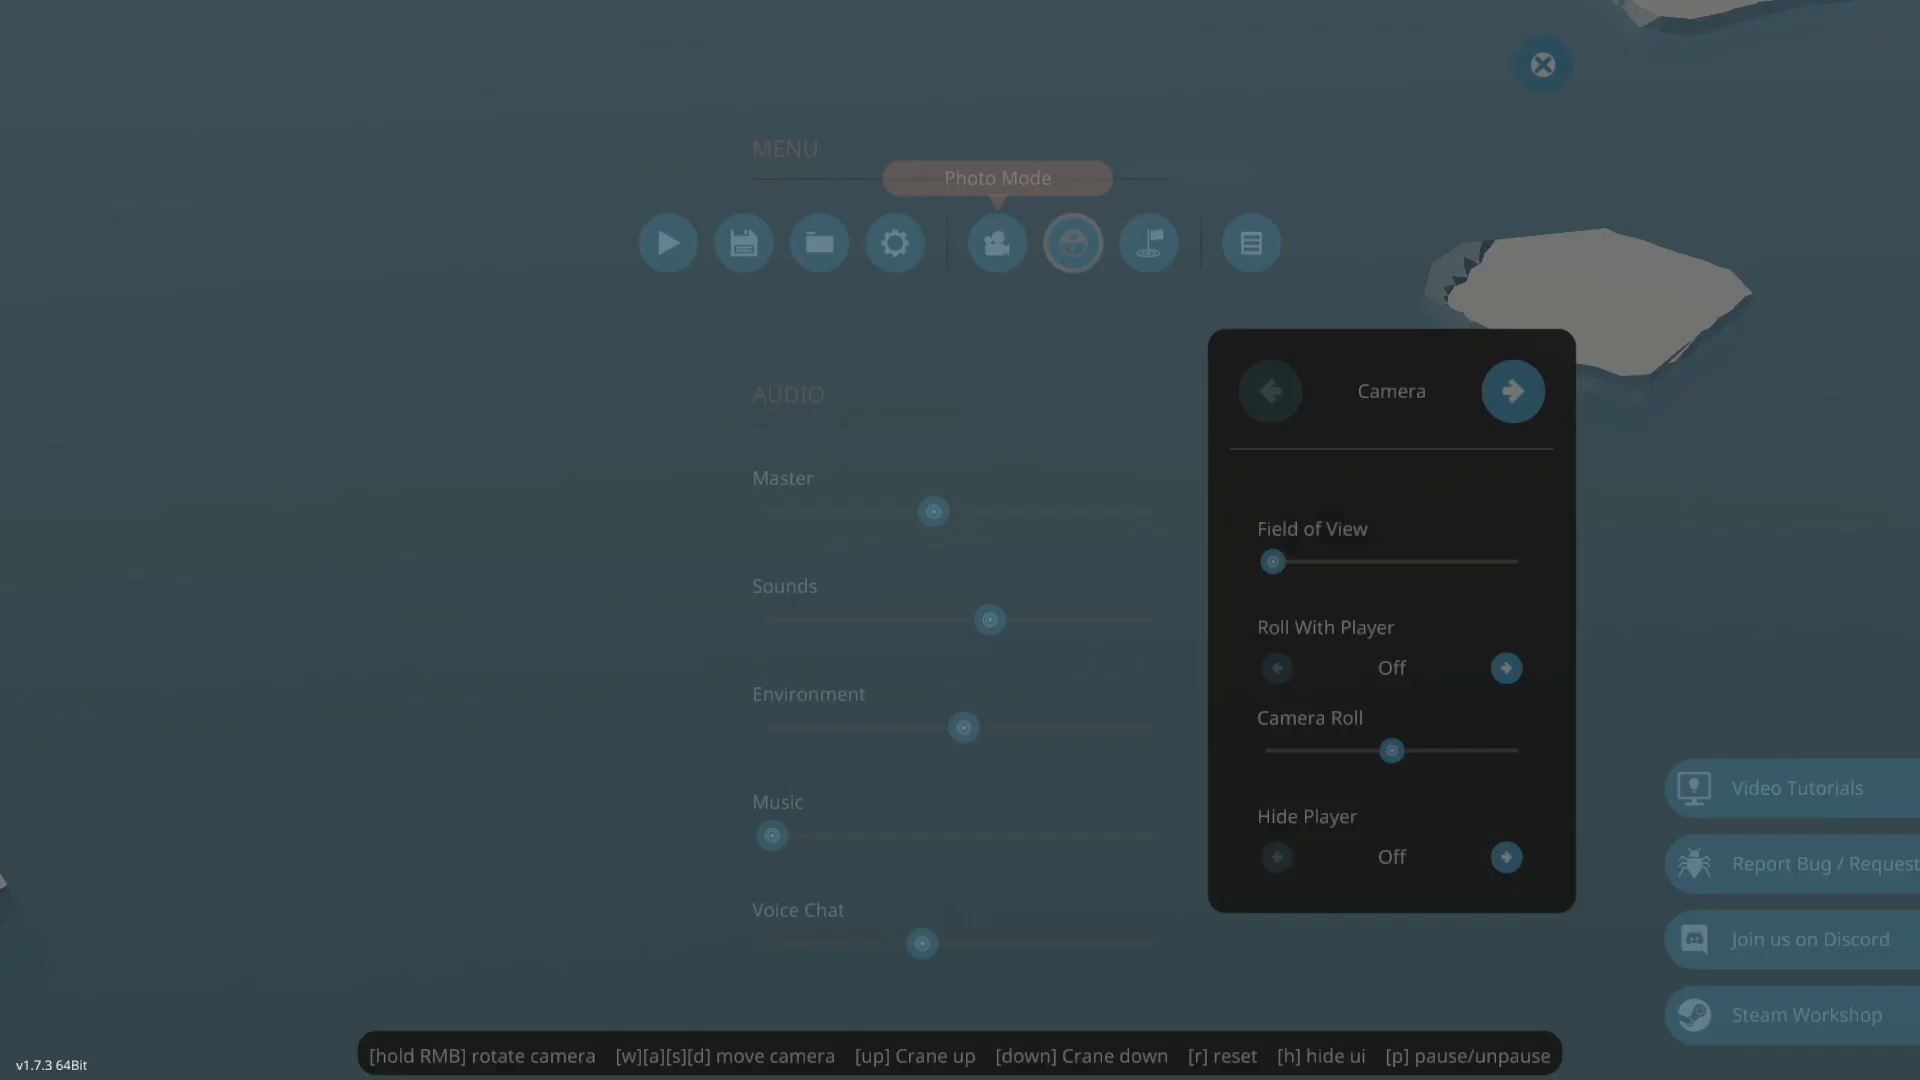 MENU
Photo Mode
AUDIO
Master
Sounds
Environment
Music
Voice Chat
Camera
Field of View
Roll With Player
Off
Camera Roll
Hide Player
Off
Video Tutorials
Report Bug / Request
Join us on Discord
Steam Workshop
[hold RMB] rotate camera [w][a][s][d] move camera [up] Crane up [down] Crane down [r] reset [h] hide ui [p] pause/unpause
v1.7.3 64Bit